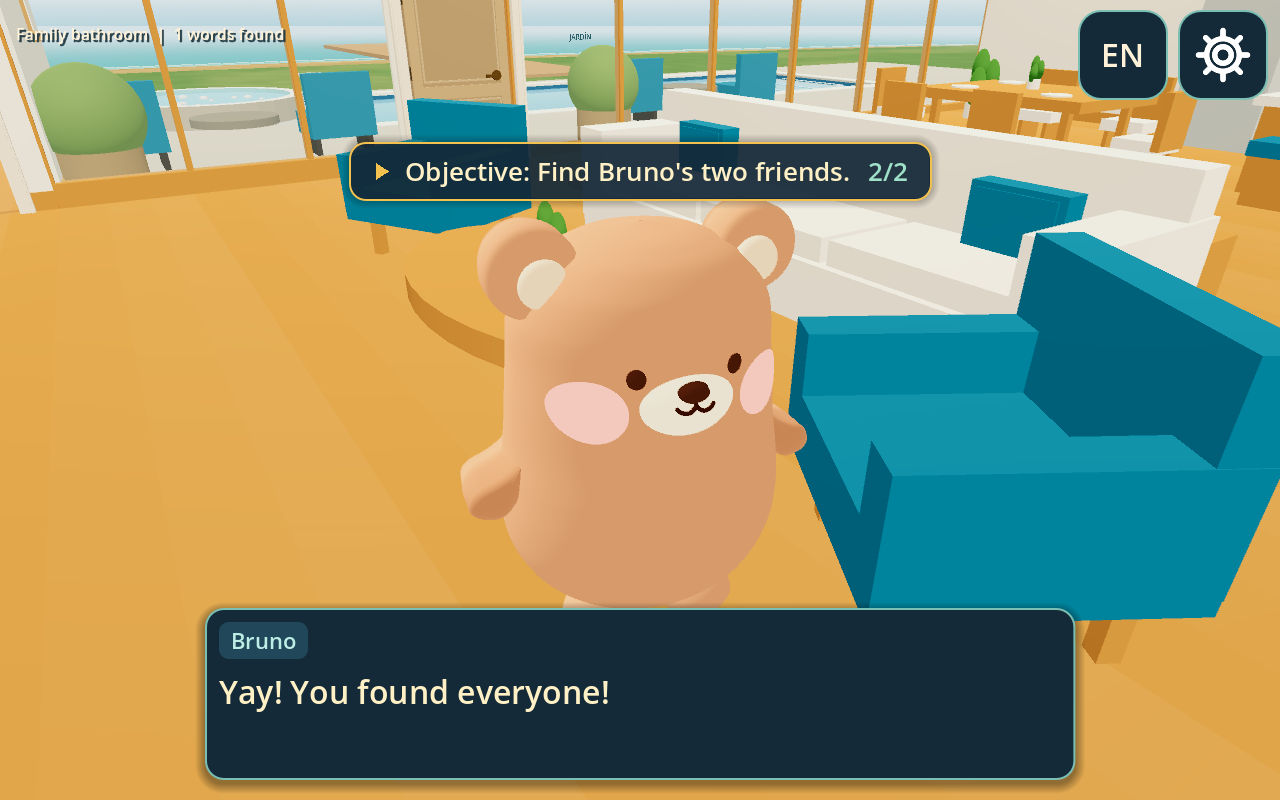 Family bathroom | 1 words found
EN
JARDÍN
Objective: Find Bruno's two friends. 2/2
Bruno
Yay! You found everyone!